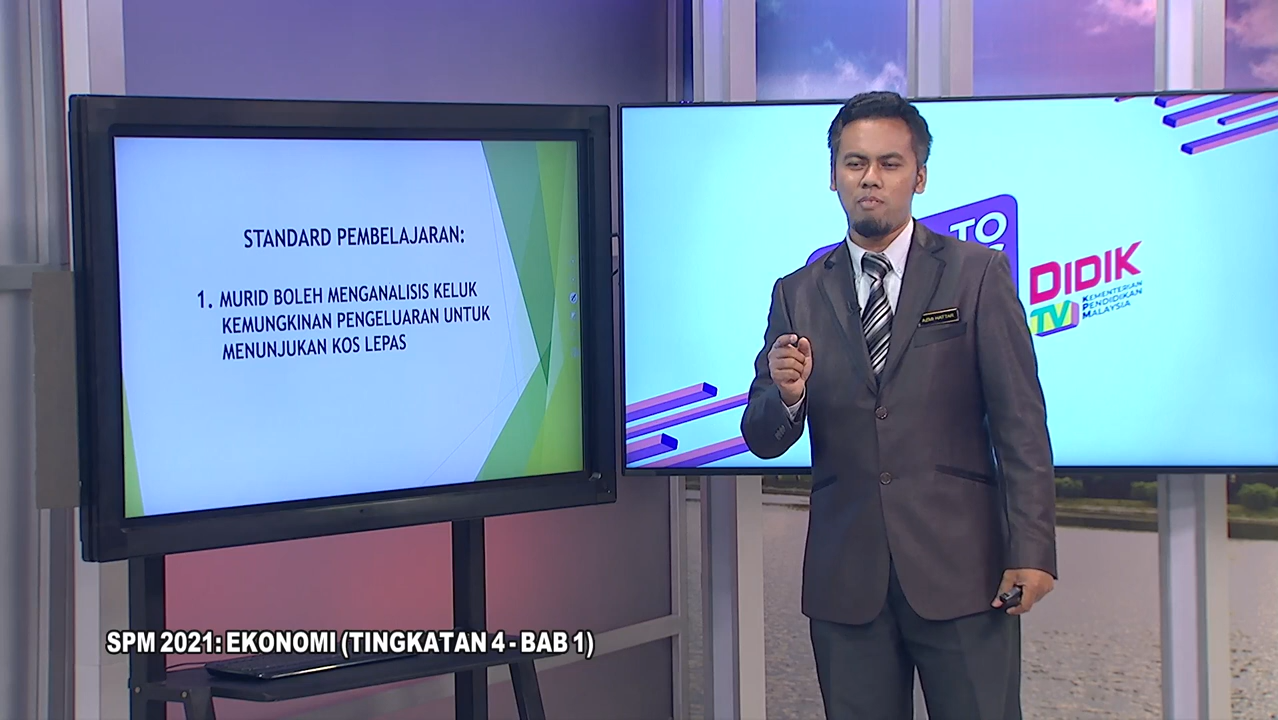 STANDARD PEMBELAJARAN:
1. MURID BOLEH MENGANALISIS KELUK
KEMUNGKINAN PENGELUARAN UNTUK
MENUNJUKAN KOS LEPAS
TO
DIDIK
TV
KEMENTERIAN
PENDIDIKAN
MALAYSIA
SPM 2021: EKONOMI (TINGKATAN 4 - BAB 1)